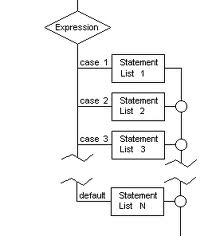 Expression
case 1
Statement
List 1
case 2
Statement
List 2
case 3
Statement
List 3
default
Statement
List N